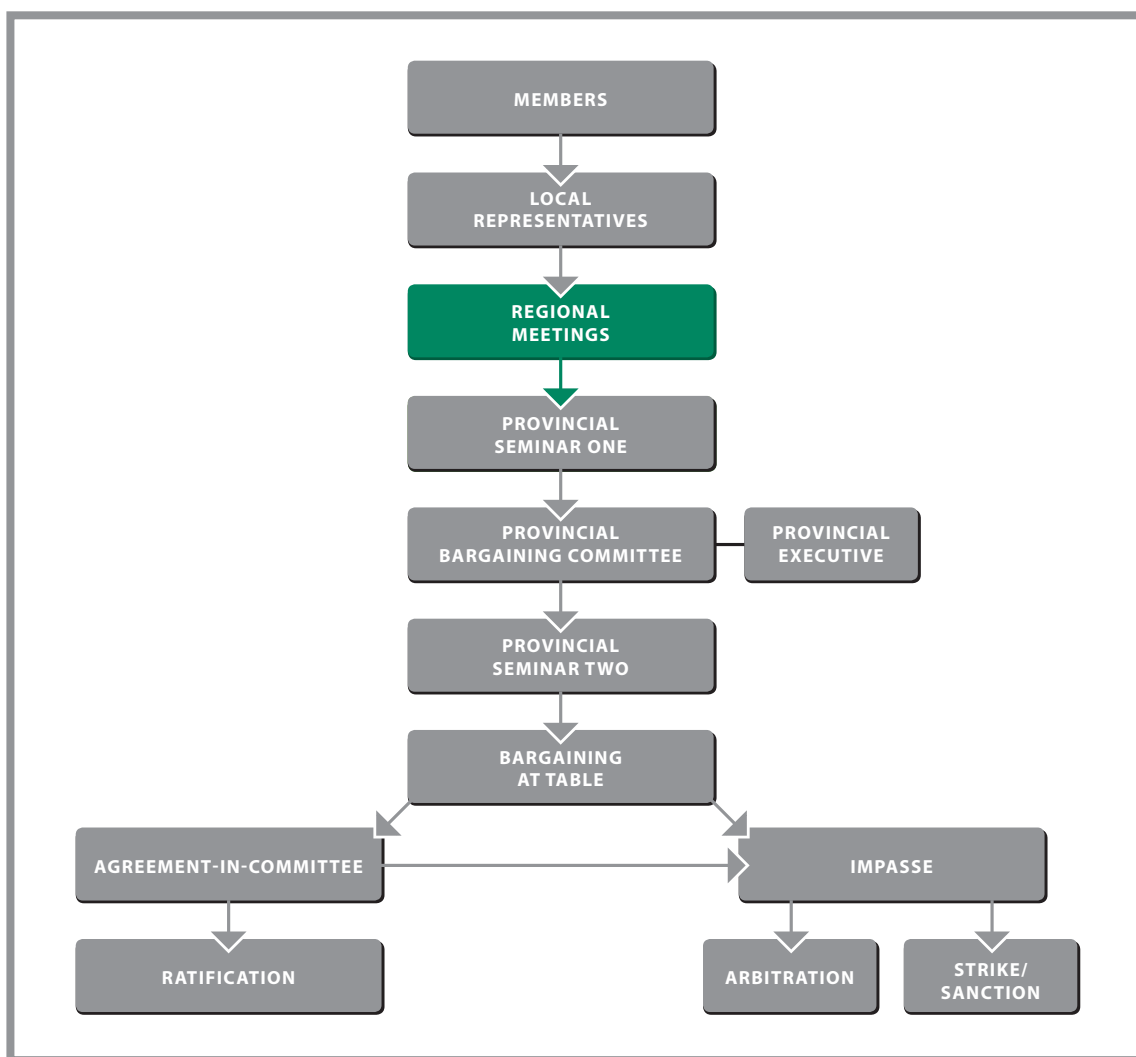 MEMBERS
LOCAL
REPRESENTATIVES
REGIONAL
MEETINGS
PROVINCIAL
SEMINAR ONE
PROVINCIAL
BARGAINING COMMITTEE
PROVINCIAL
EXECUTIVE
PROVINCIAL
SEMINAR TWO
BARGAINING
AT TABLE
AGREEMENT-IN-COMMITTEE
IMPASSE
RATIFICATION
ARBITRATION
STRIKE/
SANCTION